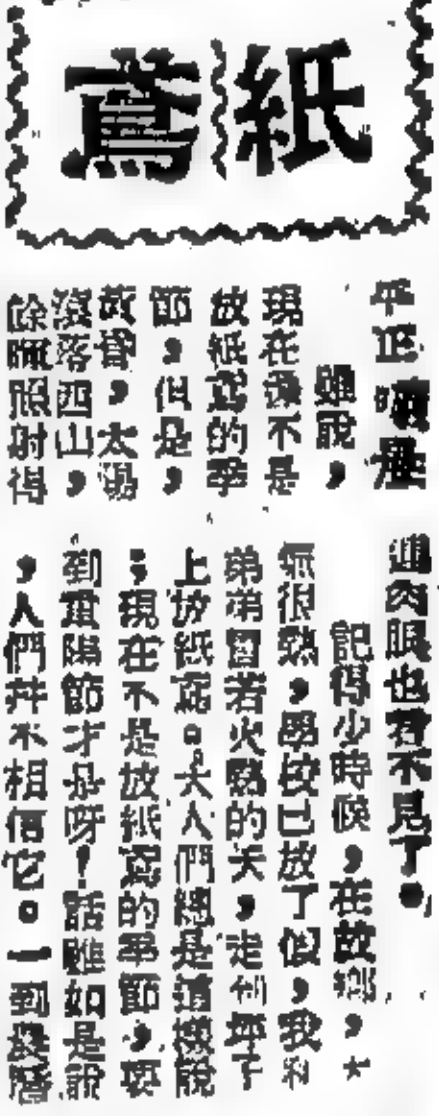 紙鳶
雖說，
現在還不是
放紙鳶的季
節，但是，
故曾，太陽
沒落西山，
餘暉照射得
連肉眼也看不見了。
記得少時候，在故鄉，
氣很熱，學校已放了假，我和
弟弟冒著火熱的天，走到坪子
上放紙鳶。大人們總是這樣說
；現在不是放紙鳶的季節，要
到重陽節才是呀！話雖如是說
，人們并不相信它。一到農曆